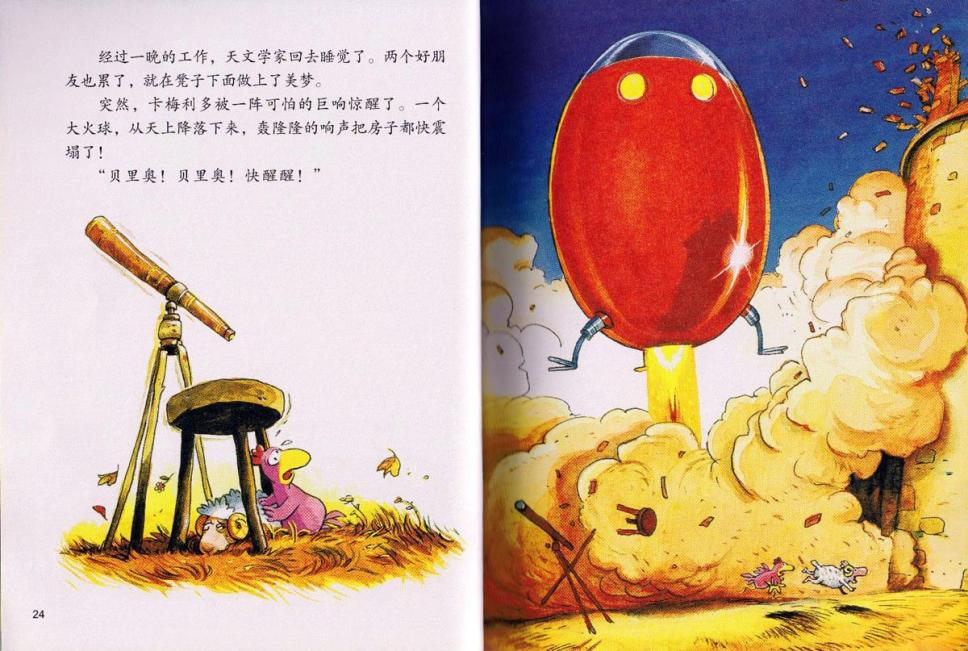 经过一晚的工作，天文学家回去睡觉了。两个好朋
友也累了，就在凳子下面做上了美梦。
突然，卡梅利多被一阵可怕的巨响惊醒了。一个
大火球，从天上降落下来，轰隆隆的响声把房子都快震
塌了！
“贝里奥！贝里奥！快醒醒！”
24